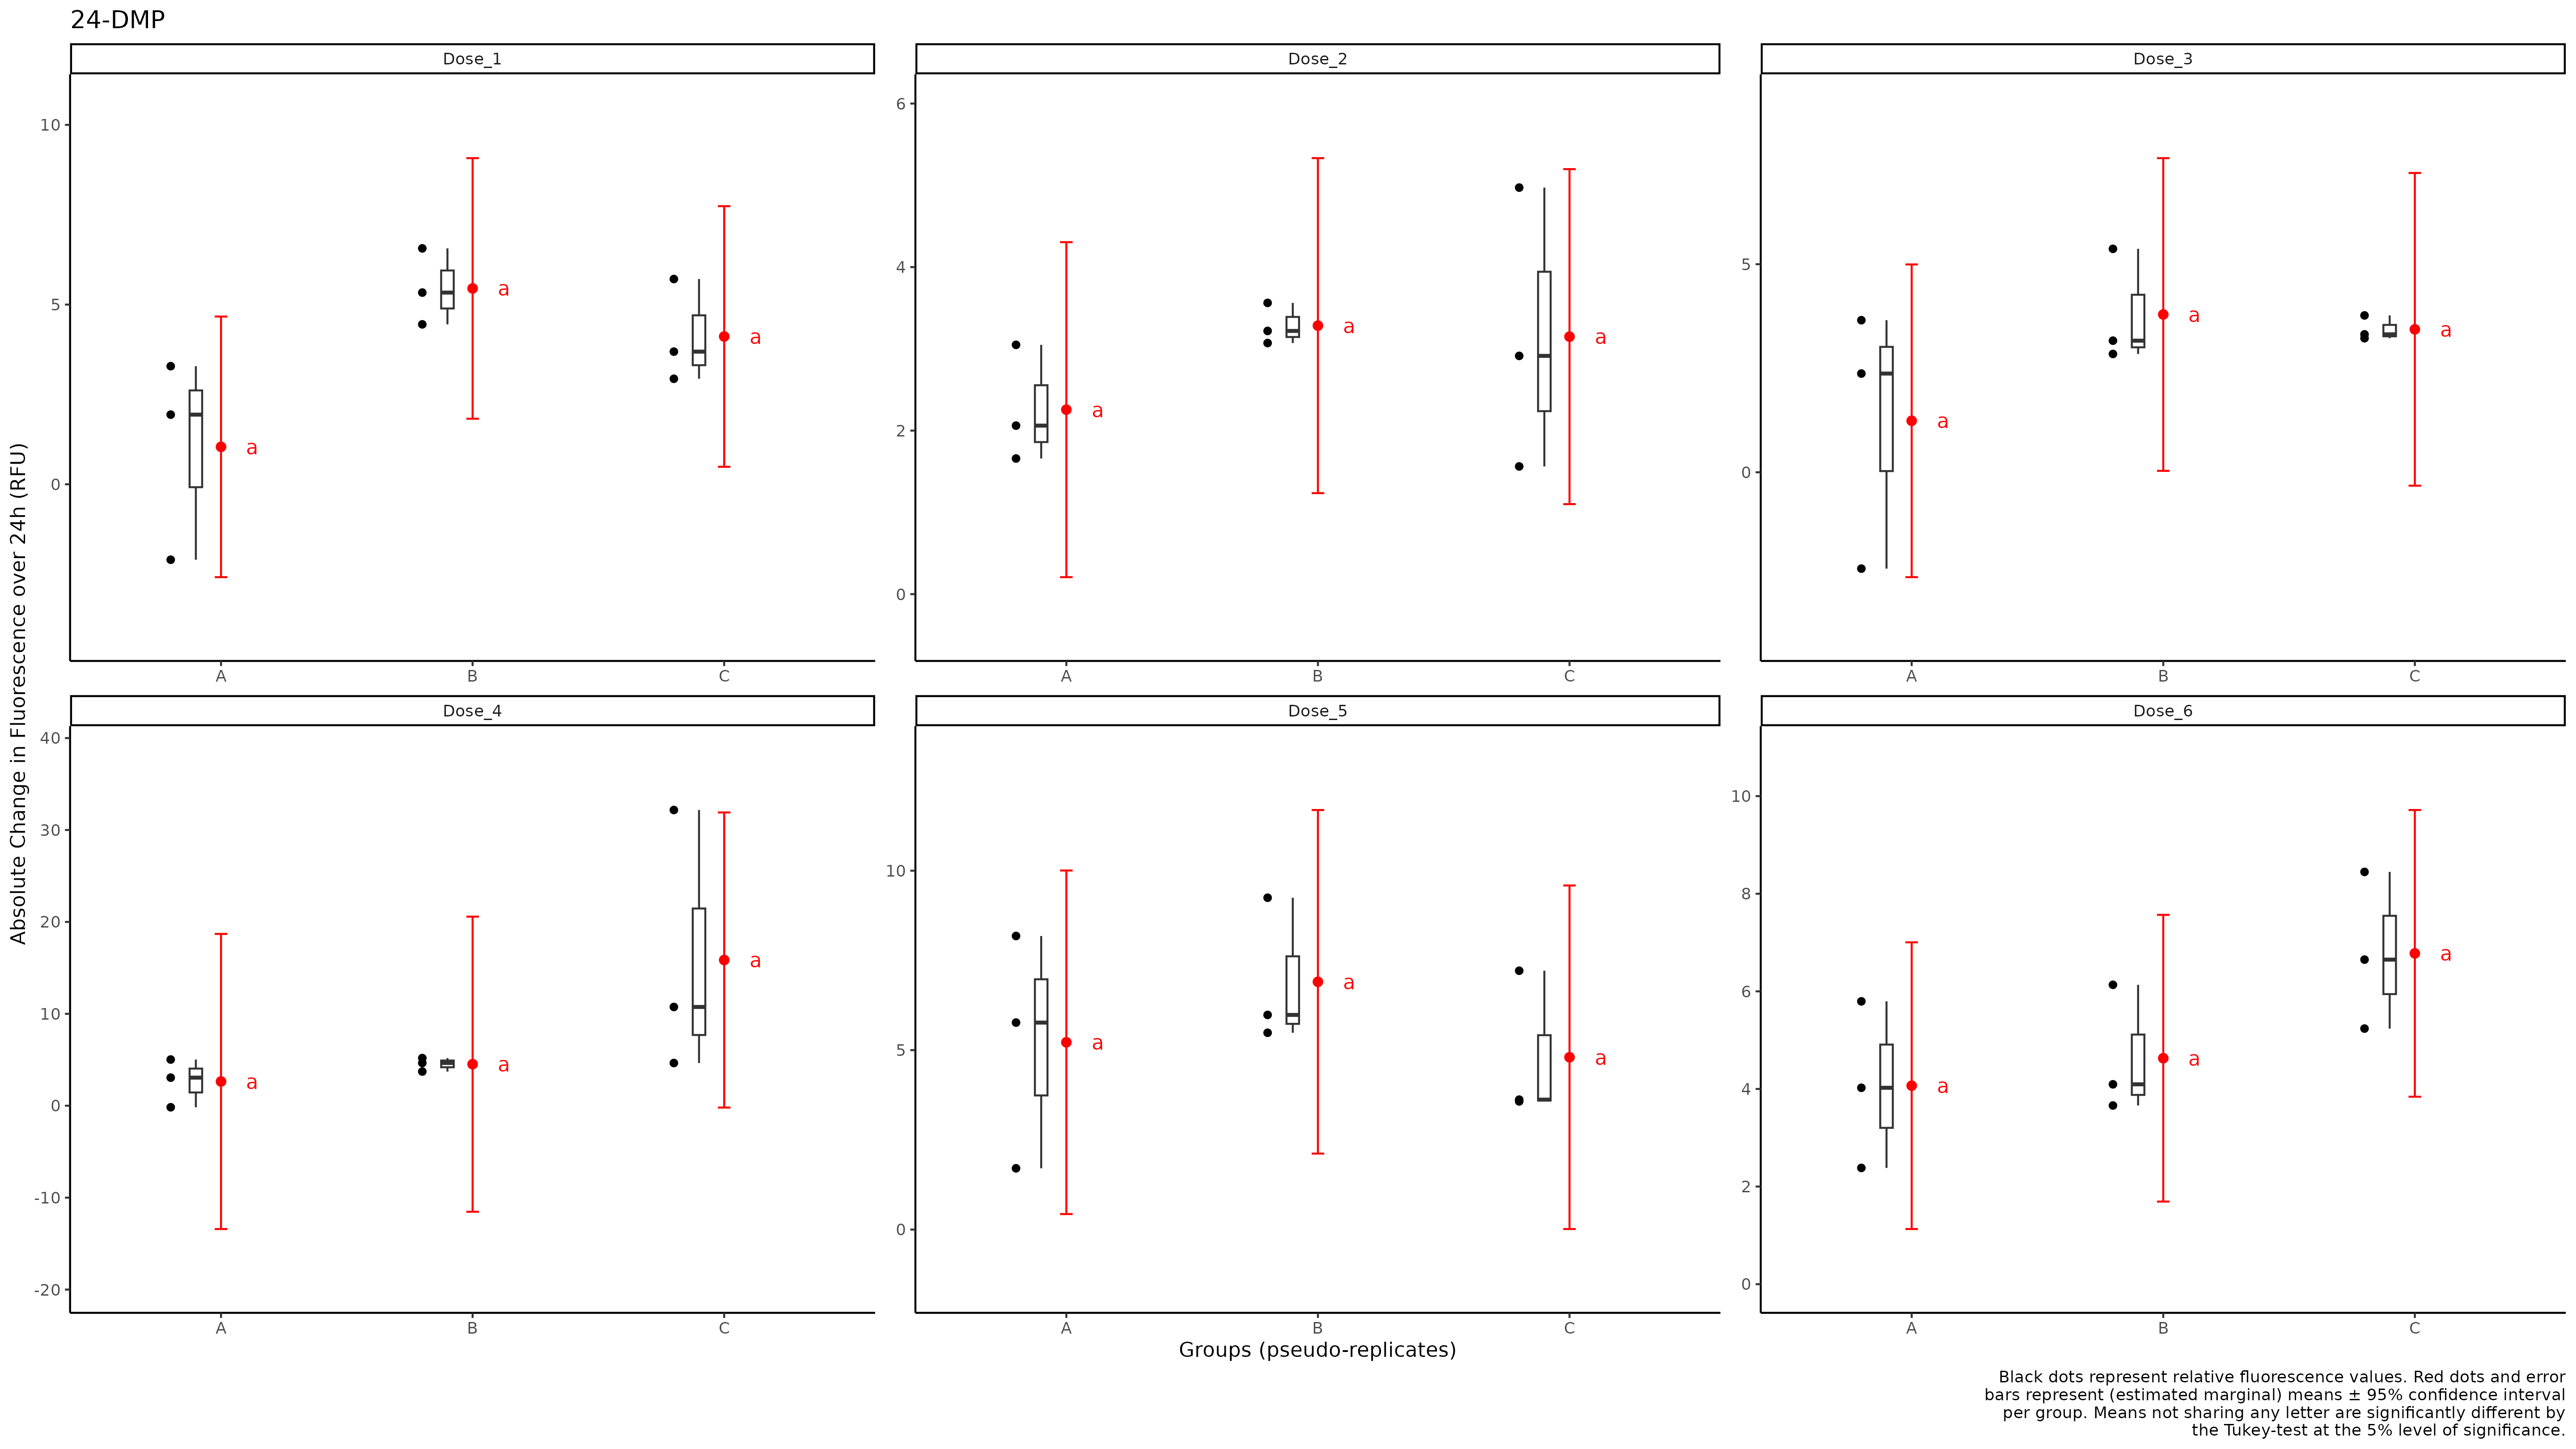 24-DMP
Dose_1
Dose_2
Dose_3
Absolute Change in Fluorescence over 24h (RFU)
10
5
0
a
a
a
A
B
C
6
4
2
0
a
a
a
A
B
C
5
0
a
a
a
A
B
C
Dose_4
Dose_5
Dose_6
40
30
20
10
0
-10
-20
a
a
a
A
B
C
10
5
0
a
a
a
A
B
C
10
8
6
4
2
0
a
a
a
A
B
C
Groups (pseudo-replicates)
Black dots represent relative fluorescence values. Red dots and error
bars represent (estimated marginal) means ± 95% confidence interval
per group. Means not sharing any letter are significantly different by
the Tukey-test at the 5% level of significance.